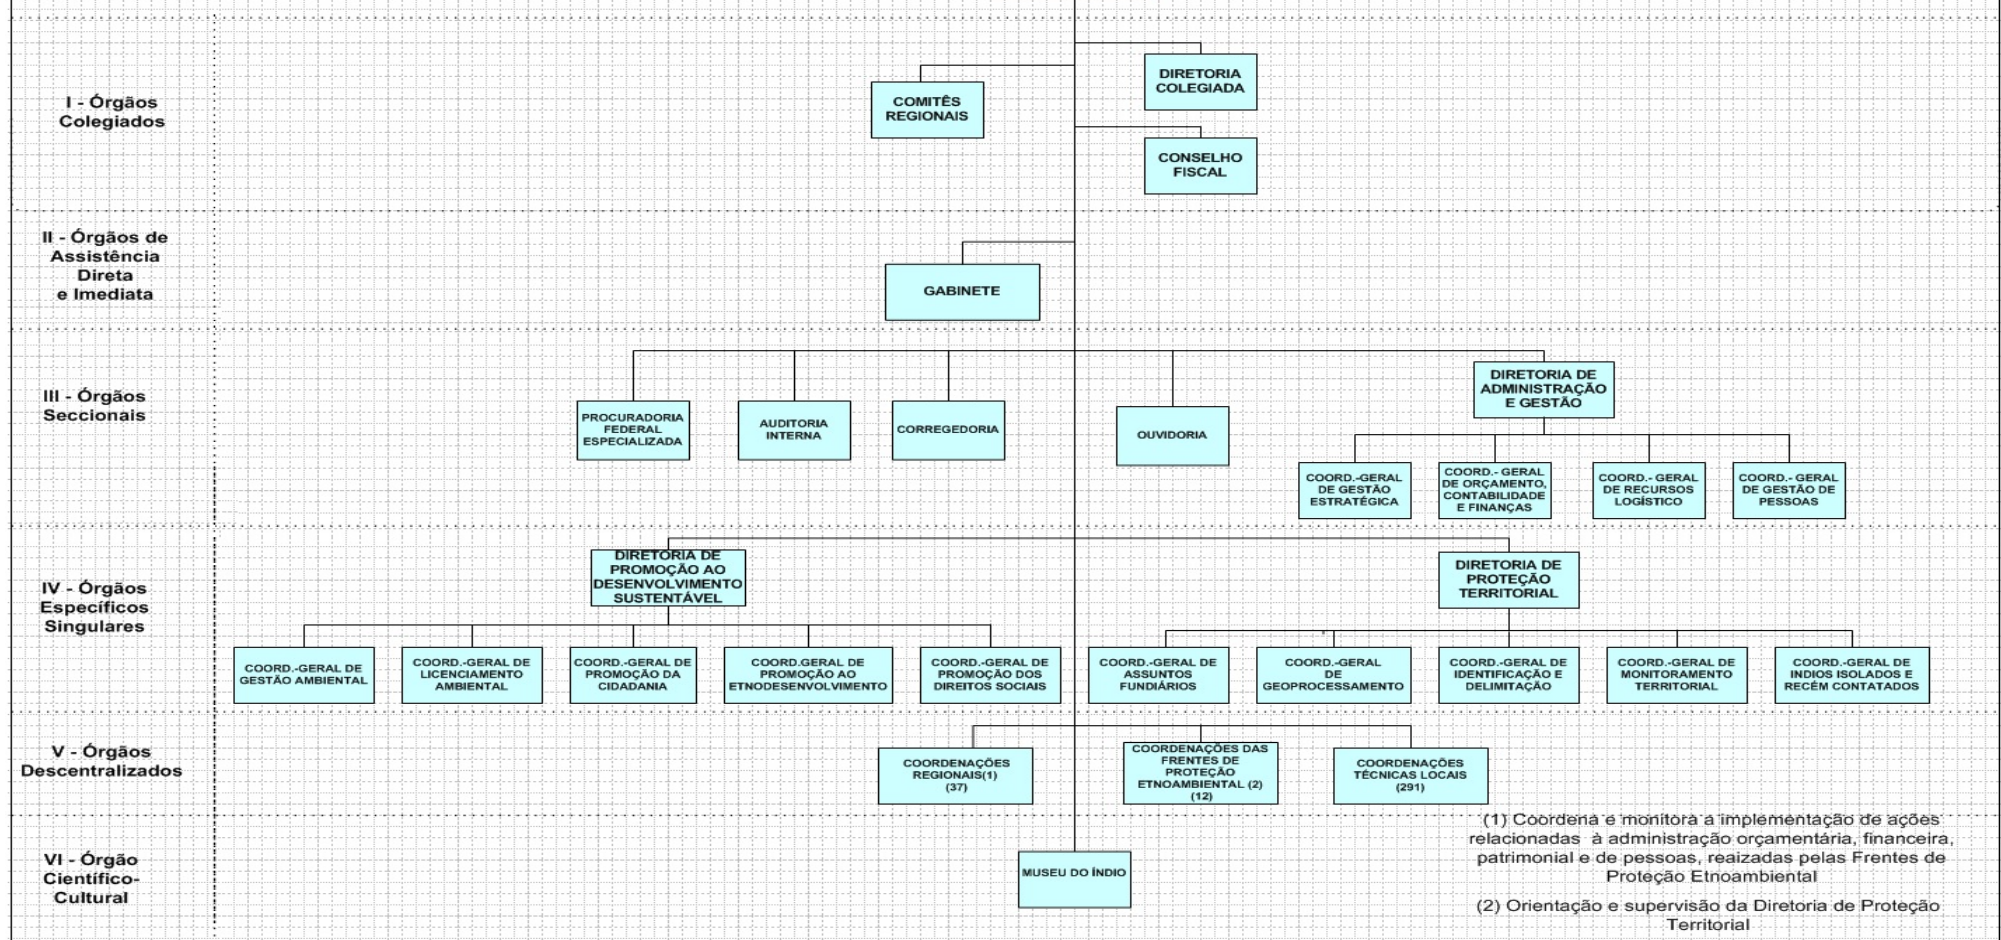 I - Órgãos
Colegiados
DIRETORIA
COLEGIADA
COMITÊS
REGIONAIS
CONSELHO
FISCAL
II - Órgãos de
Assistência
Direta
e Imediata
GABINETE
III - Órgãos
Seccionais
PROCURADORIA
FEDERAL
ESPECIALIZADA
AUDITORIA
INTERNA
CORREGEDORIA
OUVIDORIA
DIRETORIA DE
ADMINISTRAÇÃO
E GESTÃO
COORD.-GERAL
DE GESTÃO
ESTRATÉGICA
COORD.- GERAL
DE ORÇAMENTO,
CONTABILIDADE
E FINANÇAS
COORD.- GERAL
DE RECURSOS
LOGÍSTICO
COORD.- GERAL
DE GESTÃO DE
PESSOAS
IV - Órgãos
Específicos
Singulares
DIRETORIA DE
PROMOÇÃO AO
DESENVOLVIMENTO
SUSTENTÁVEL
DIRETORIA DE
PROTEÇÃO
TERRITORIAL
COORD.-GERAL DE
GESTÃO AMBIENTAL
COORD.-GERAL DE
LICENCIAMENTO
AMBIENTAL
COORD.-GERAL DE
PROMOÇÃO DA
CIDADANIA
COORD.GERAL DE
PROMOÇÃO AO
ETNODESENVOLVIMENTO
COORD.-GERAL DE
PROMOÇÃO DOS
DIREITOS SOCIAIS
COORD.-GERAL DE
ASSUNTOS
FUNDIÁRIOS
COORD.-GERAL
DE
GEOPROCESSAMENTO
COORD.-GERAL DE
IDENTIFICAÇÃO E
DELIMITAÇÃO
COORD.-GERAL DE
MONITORAMENTO
TERRITORIAL
COORD.-GERAL DE
INDIOS ISOLADOS E
RECÉM CONTATADOS
V - Órgãos
Descentralizados
COORDENAÇÕES
REGIONAIS(1)
(37)
COORDENAÇÕES DAS
FRENTES DE
PROTEÇÃO
ETNOAMBIENTAL (2)
(12)
COORDENAÇÕES
TÉCNICAS LOCAIS
(291)
VI - Órgão
Científico-
Cultural
MUSEU DO ÍNDIO
(1) Coordena e monitora a implementação de ações
relacionadas à administração orçamentária, financeira,
patrimonial e de pessoas, reaizadas pelas Frentes de
Proteção Etnoambiental
(2) Orientação e supervisão da Diretoria de Proteção
Territorial